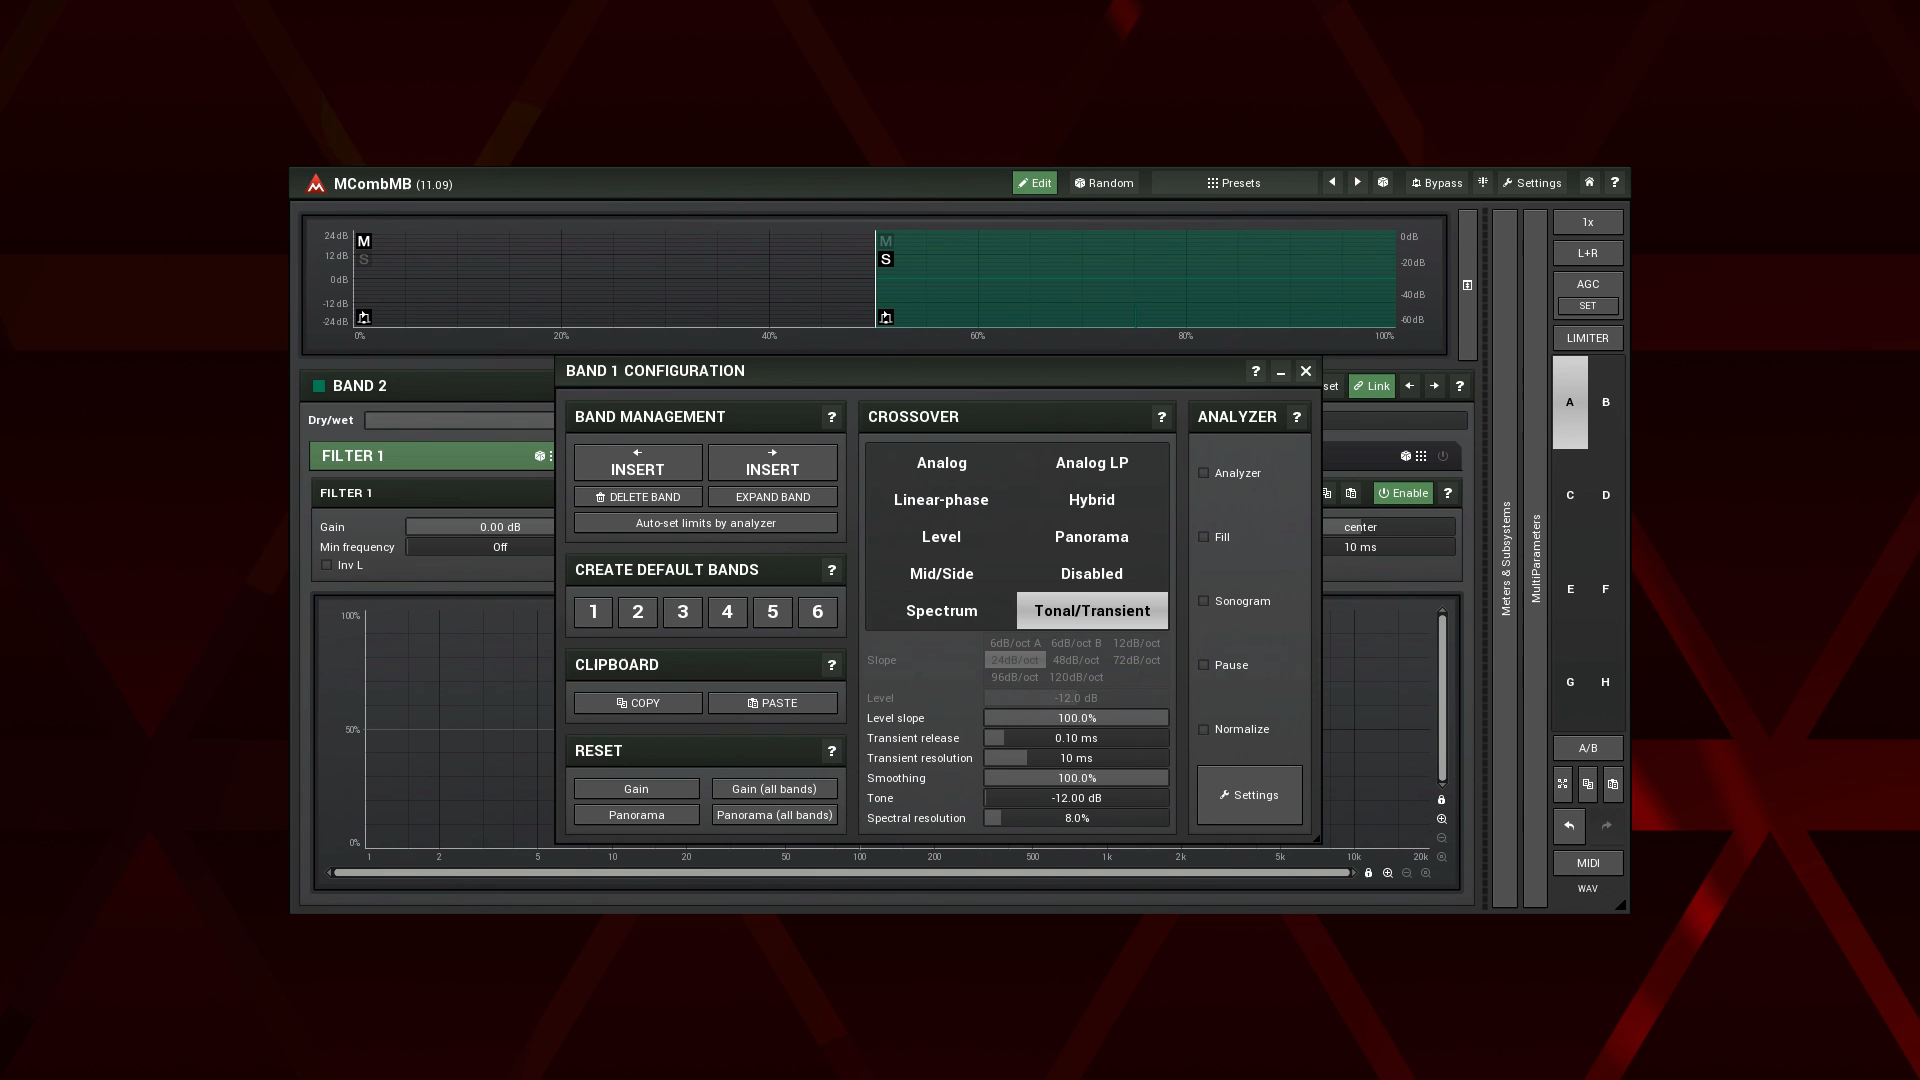 MCombMB (11.09)
Edit
Random
Presets
Bypass
Settings
?
24 dB
12 dB
0 dB
-12 dB
-24 dB
M
S
M
S
0 dB
-20 dB
-40 dB
-60 dB
0%
20%
40%
60%
80%
100%
1x
L+R
AGC
SET
LIMITER
A
B
C
D
E
F
G
H
A/B
MIDI
WAV
Meters & Subsystems
MultiParameters
BAND 2
set
Link
?
Dry/wet
FILTER 1
FILTER 1
Enable
?
Gain
0.00 dB
center
Min frequency
Off
10 ms
Inv L
100%
50%
0%
1
2
5
10
20
50
100
200
500
1k
2k
5k
10k
20k
BAND 1 CONFIGURATION
?
BAND MANAGEMENT
?
INSERT
INSERT
DELETE BAND
EXPAND BAND
Auto-set limits by analyzer
CREATE DEFAULT BANDS
?
1
2
3
4
5
6
CLIPBOARD
?
COPY
PASTE
RESET
?
Gain
Gain (all bands)
Panorama
Panorama (all bands)
CROSSOVER
?
Analog
Analog LP
Linear-phase
Hybrid
Level
Panorama
Mid/Side
Disabled
Spectrum
Tonal/Transient
Slope
6dB/oct A
6dB/oct B
12dB/oct
24dB/oct
48dB/oct
72dB/oct
96dB/oct
120dB/oct
Level
-12.0 dB
Level slope
100.0%
Transient release
0.10 ms
Transient resolution
10 ms
Smoothing
100.0%
Tone
-12.00 dB
Spectral resolution
8.0%
ANALYZER
?
Analyzer
Fill
Sonogram
Pause
Normalize
Settings